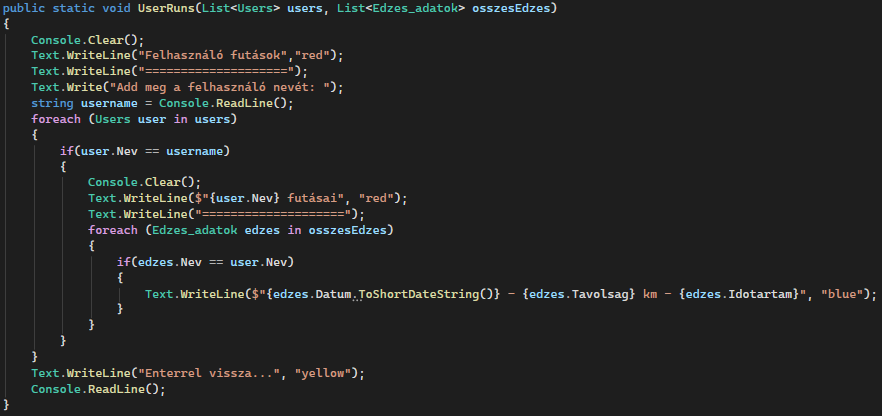 public static void UserRuns(List<Users> users, List<Edzes_adatok> osszesEdzes)
{
    Console.Clear();
    Text.WriteLine("Felhasználó futások","red");
    Text.WriteLine("====================");
    Text.Write("Add meg a felhasználó nevét: ");
    string username = Console.ReadLine();
    foreach (Users user in users)
    {
        if(user.Nev == username)
        {
            Console.Clear();
            Text.WriteLine($"{user.Nev} futásai", "red");
            Text.WriteLine("====================");
            foreach (Edzes_adatok edzes in osszesEdzes)
            {
                if(edzes.Nev == user.Nev)
                {
                    Text.WriteLine($"{edzes.Datum.ToShortDateString()} - {edzes.Tavolsag} km - {edzes.Idotartam}", "blue");
                }
            }
        }
    }
    Text.WriteLine("Enterrel vissza...", "yellow");
    Console.ReadLine();
}